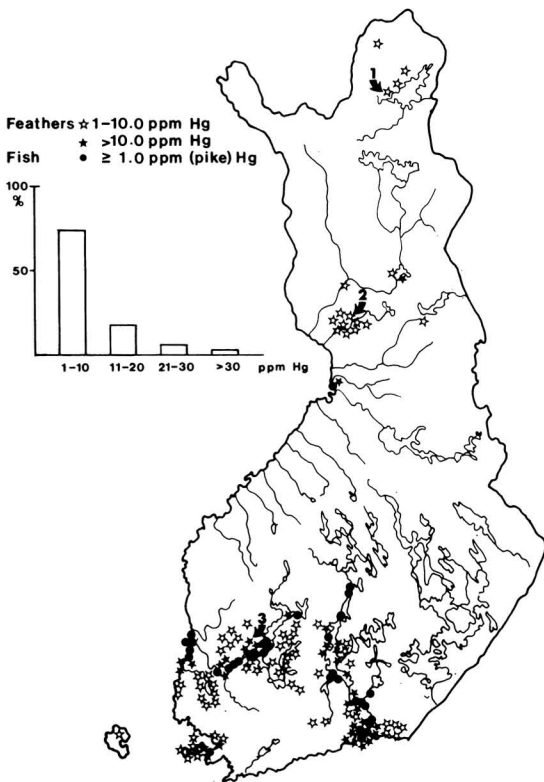 Feathers ☆ 1–10.0 ppm Hg
★ >10.0 ppm Hg
Fish ● ≥ 1.0 ppm (pike) Hg
100
%
50
1–10 11–20 21–30 >30 ppm Hg
1
2
3